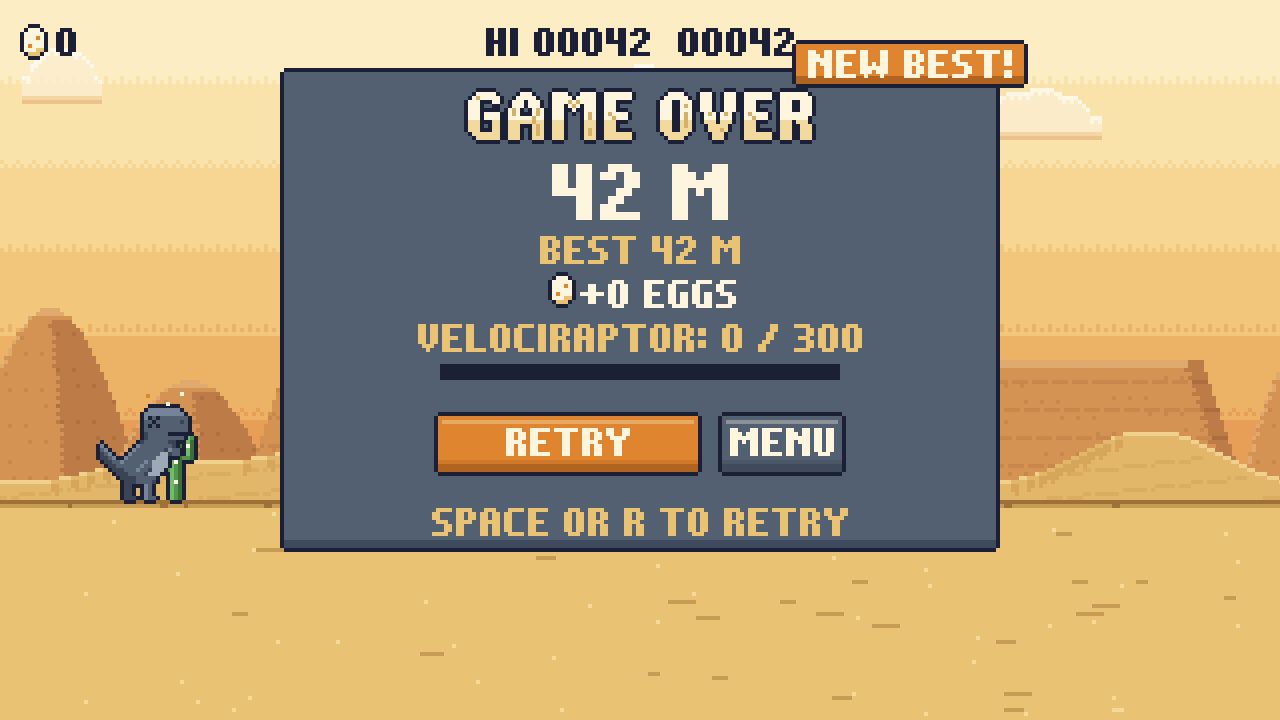 0
HI 00042 00042
NEW BEST!
GAME OVER
42 M
BEST 42 M
+0 EGGS
VELOCIRAPTOR: 0 / 300
RETRY
MENU
SPACE OR R TO RETRY